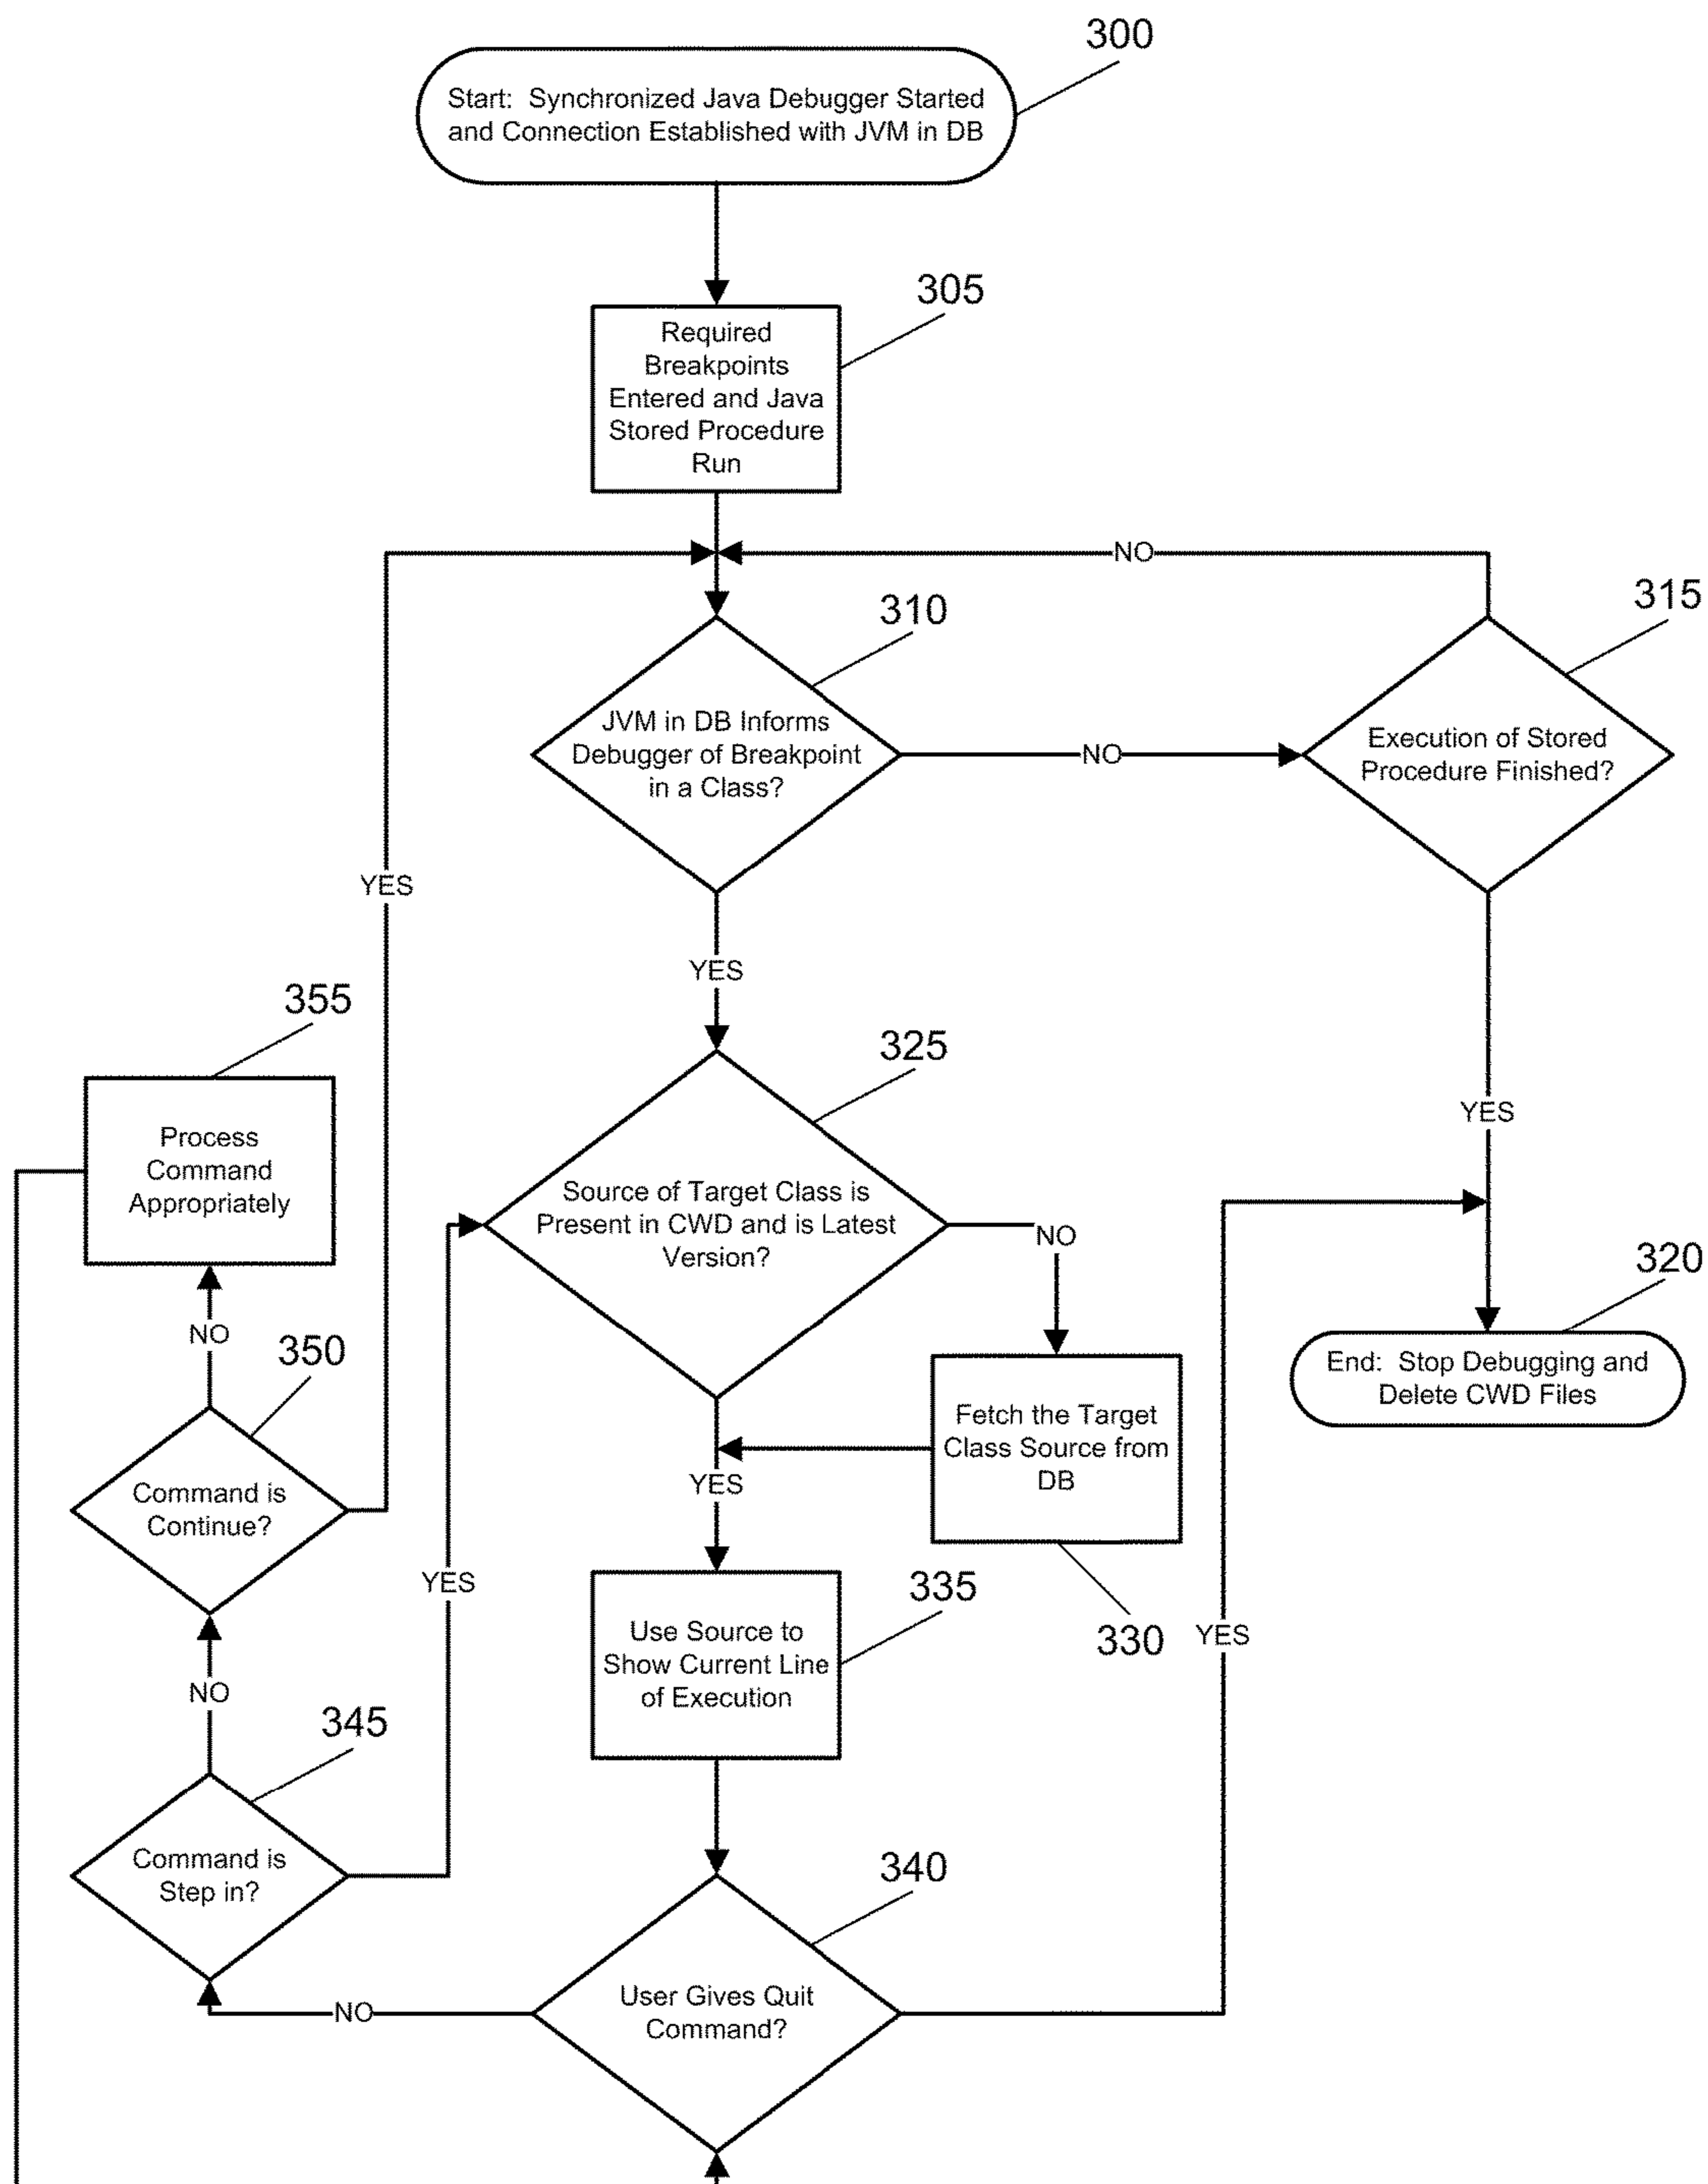 300
Start: Synchronized Java Debugger Started
and Connection Established with JVM in DB
305
Required
Breakpoints
Entered and Java
Stored Procedure
Run
NO
310
315
JVM in DB Informs
Debugger of Breakpoint
in a Class?
NO
Execution of Stored
Procedure Finished?
YES
YES
355
325
YES
Process
Command
Appropriately
Source of Target Class is
Present in CWD and is Latest
Version?
NO
320
NO
350
End: Stop Debugging and
Delete CWD Files
Fetch the Target
Class Source from
DB
YES
Command is
Continue?
YES
335
330
YES
Use Source to
Show Current Line
of Execution
NO
345
Command is
Step in?
340
User Gives Quit
Command?
NO